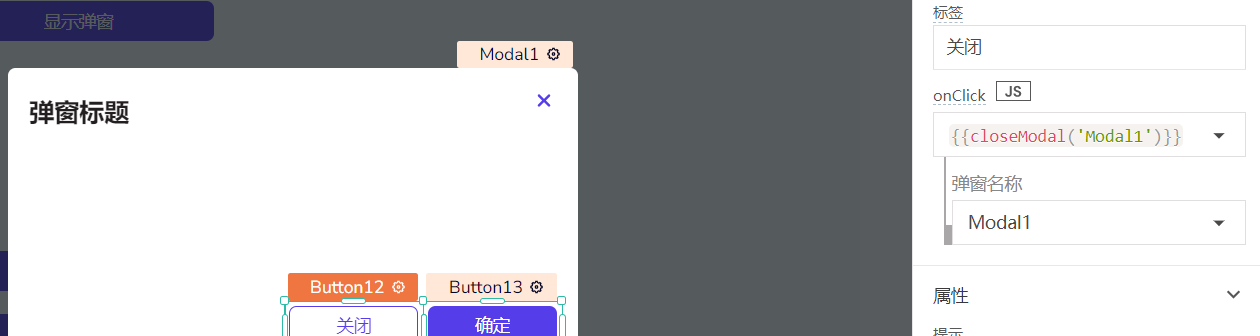 显示弹窗
Modal1
弹窗标题
Button12
Button13
关闭
确定
标签
关闭
onClick JS
{{closeModal('Modal1')}}
弹窗名称
Modal1
属性
提示